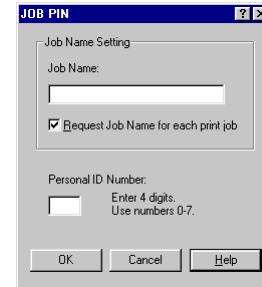 JOB PIN
Job Name Setting
Job Name:
Request Job Name for each print job
Personal ID Number:
Enter 4 digits.
Use numbers 0-7.
OK
Cancel
Help